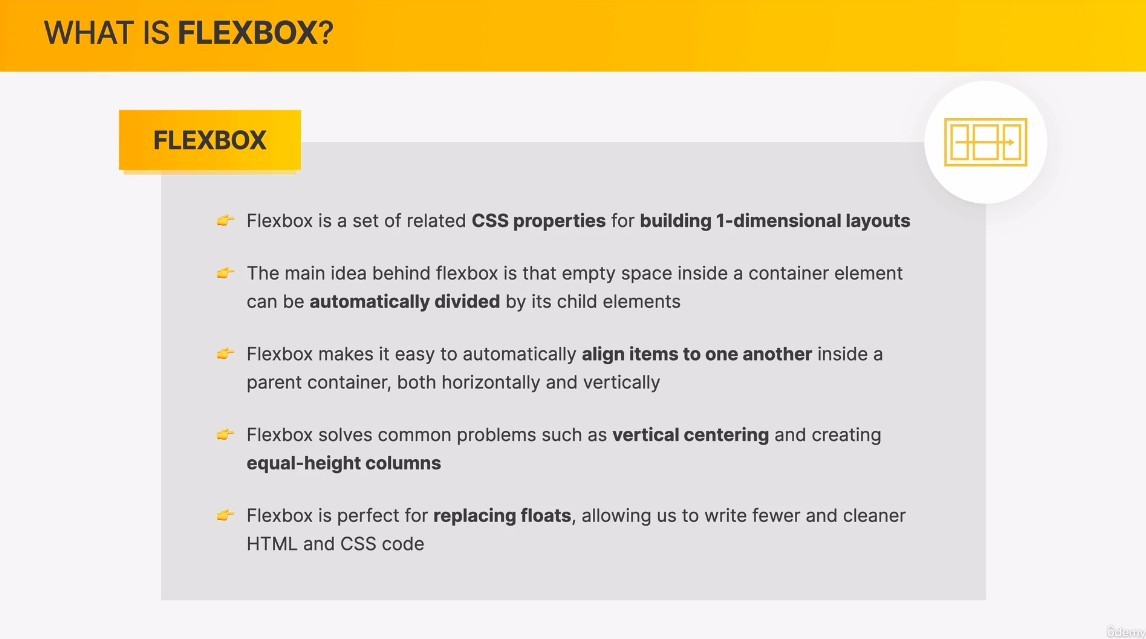 WHAT IS FLEXBOX?
FLEXBOX
Flexbox is a set of related CSS properties for building 1-dimensional layouts
The main idea behind flexbox is that empty space inside a container element
can be automatically divided by its child elements
Flexbox makes it easy to automatically align items to one another inside a
parent container, both horizontally and vertically
Flexbox solves common problems such as vertical centering and creating
equal-height columns
Flexbox is perfect for replacing floats, allowing us to write fewer and cleaner
HTML and CSS code
ûdemy